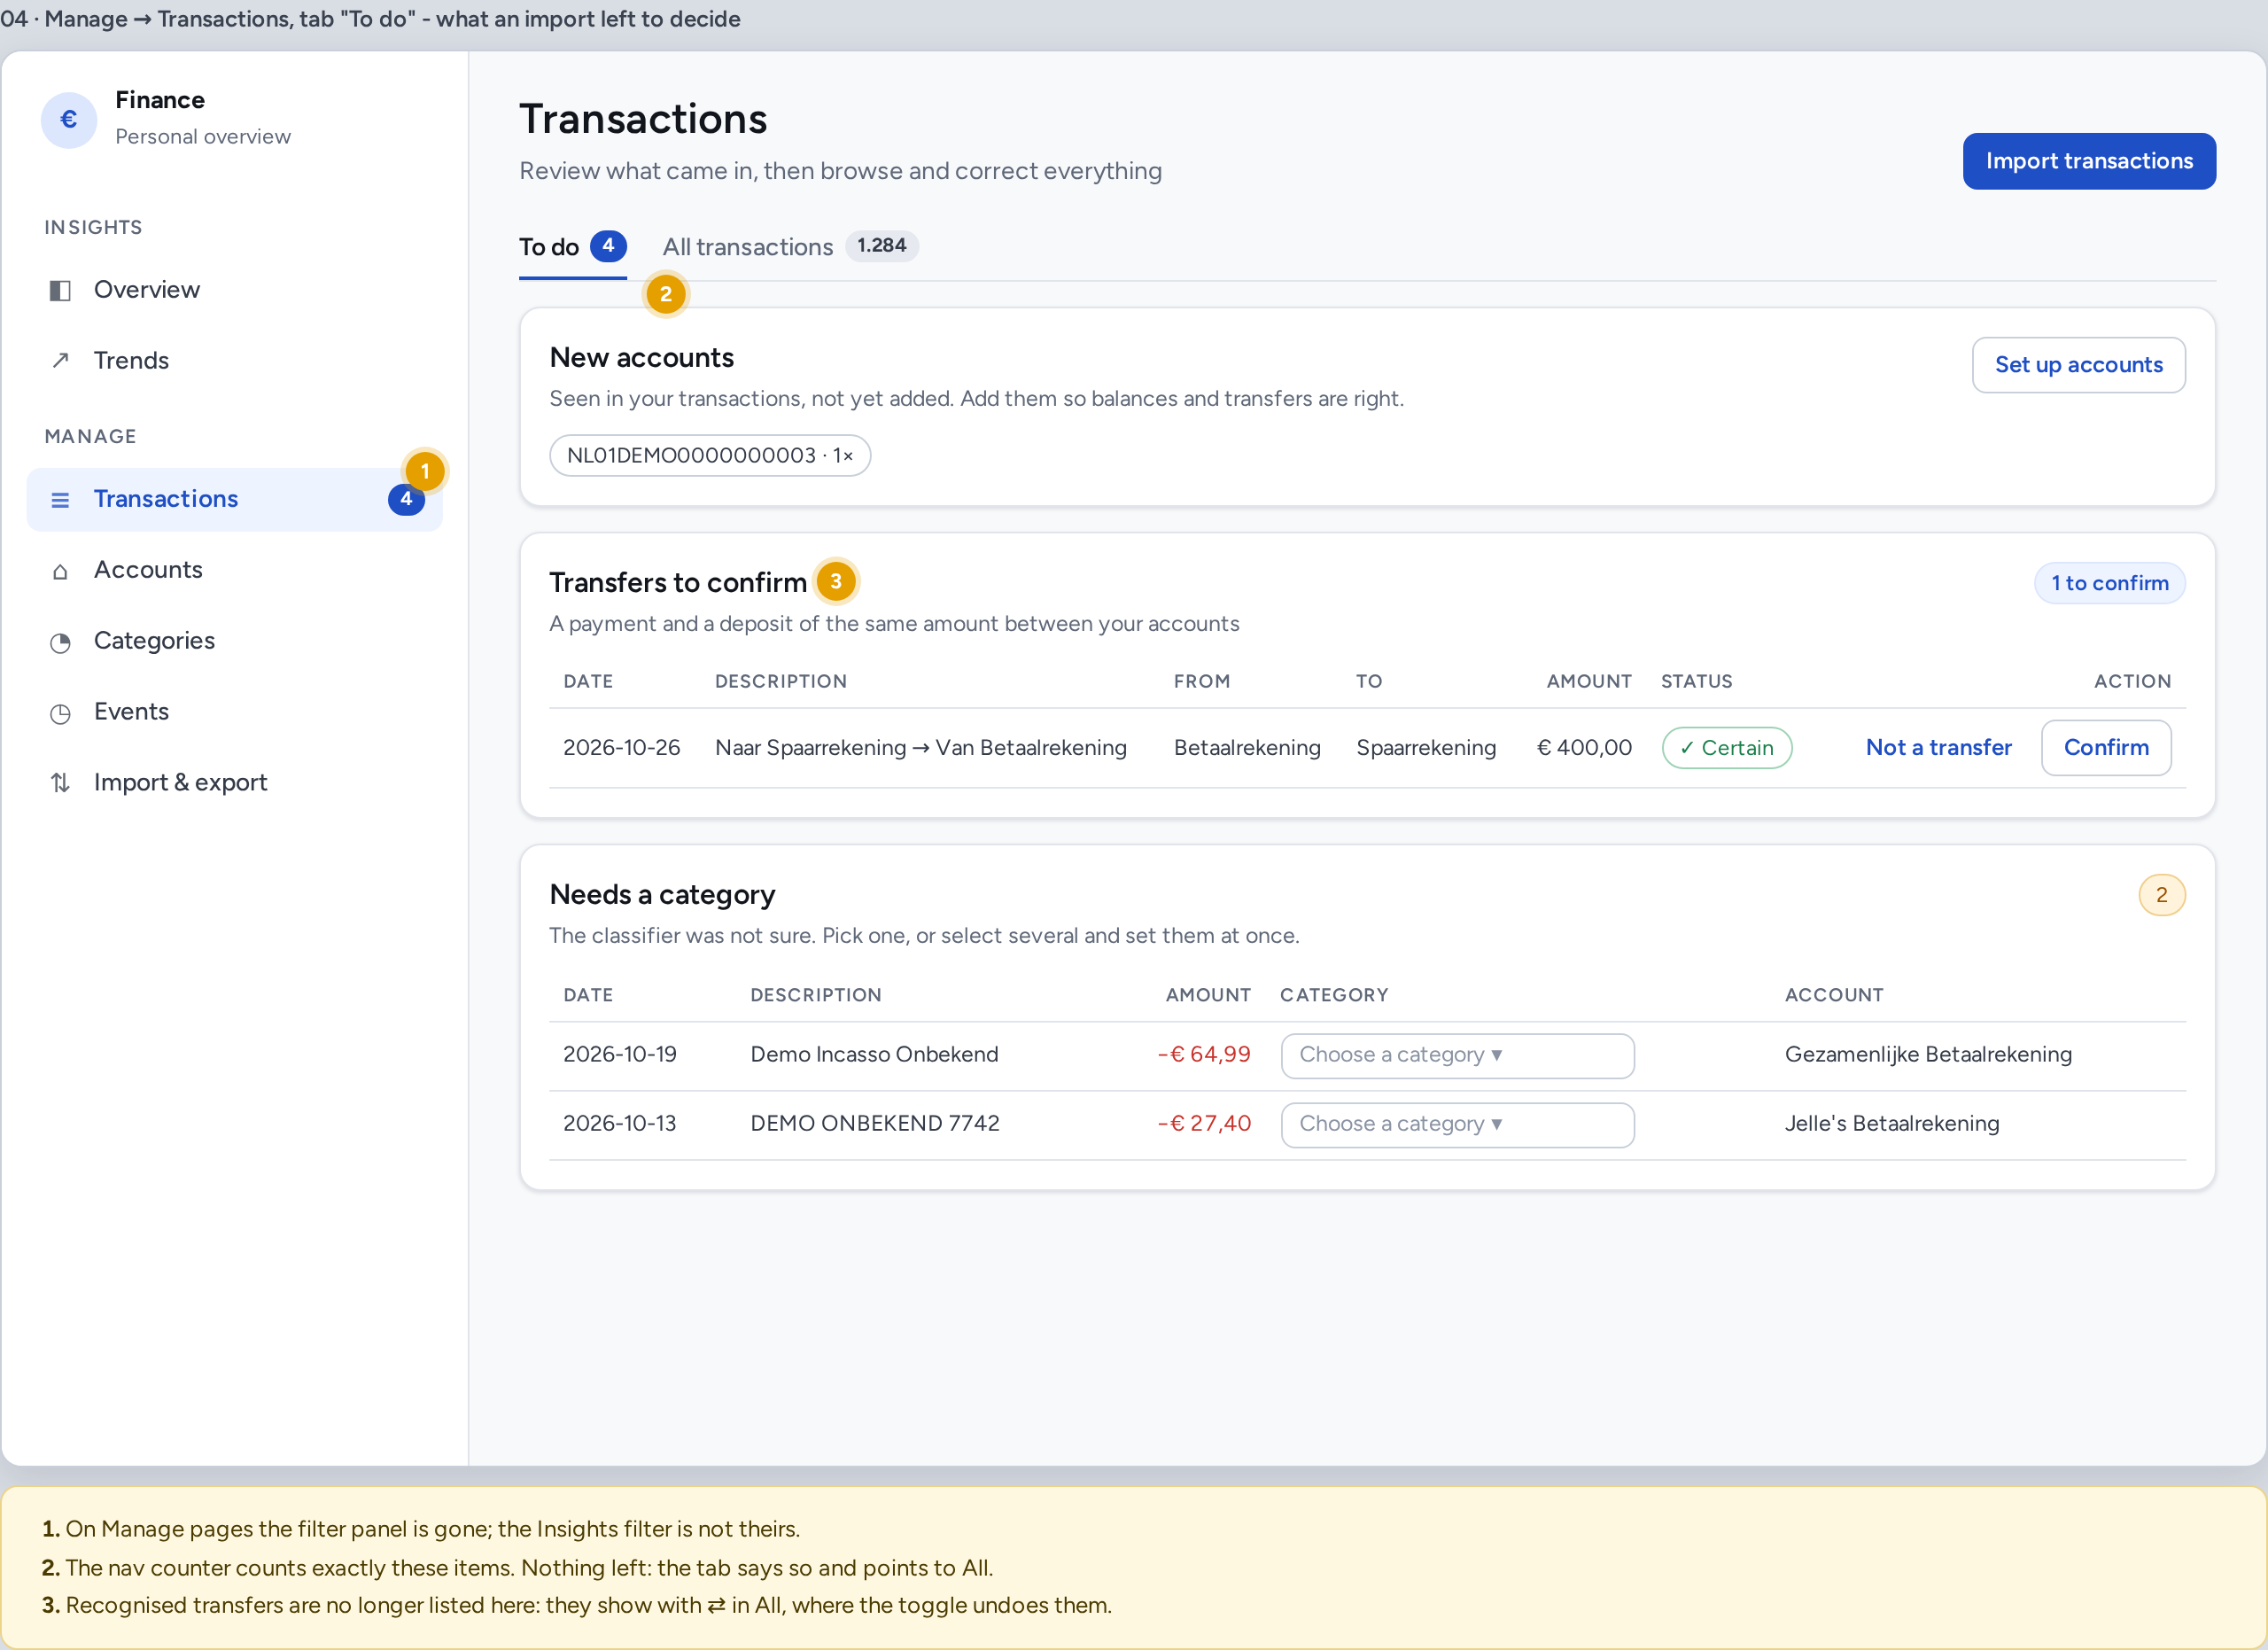 04 · Manage → Transactions, tab "To do" - what an import left to decide
€
Finance
Personal overview
INSIGHTS
Overview
Trends
MANAGE
1
Transactions 4
Accounts
Categories
Events
Import & export
Transactions
Review what came in, then browse and correct everything
Import transactions
To do 4 All transactions 1.284
2
New accounts
Set up accounts
Seen in your transactions, not yet added. Add them so balances and transfers are right.
NL01DEMO0000000003 · 1×
Transfers to confirm 3 1 to confirm
A payment and a deposit of the same amount between your accounts
DATE DESCRIPTION FROM TO AMOUNT STATUS ACTION
2026-10-26 Naar Spaarrekening → Van Betaalrekening Betaalrekening Spaarrekening € 400,00 ✓ Certain Not a transfer Confirm
Needs a category 2
The classifier was not sure. Pick one, or select several and set them at once.
DATE DESCRIPTION AMOUNT CATEGORY ACCOUNT
2026-10-19 Demo Incasso Onbekend −€ 64,99 Choose a category ▾ Gezamenlijke Betaalrekening
2026-10-13 DEMO ONBEKEND 7742 −€ 27,40 Choose a category ▾ Jelle's Betaalrekening
1. On Manage pages the filter panel is gone; the Insights filter is not theirs.
2. The nav counter counts exactly these items. Nothing left: the tab says so and points to All.
3. Recognised transfers are no longer listed here: they show with ⇄ in All, where the toggle undoes them.